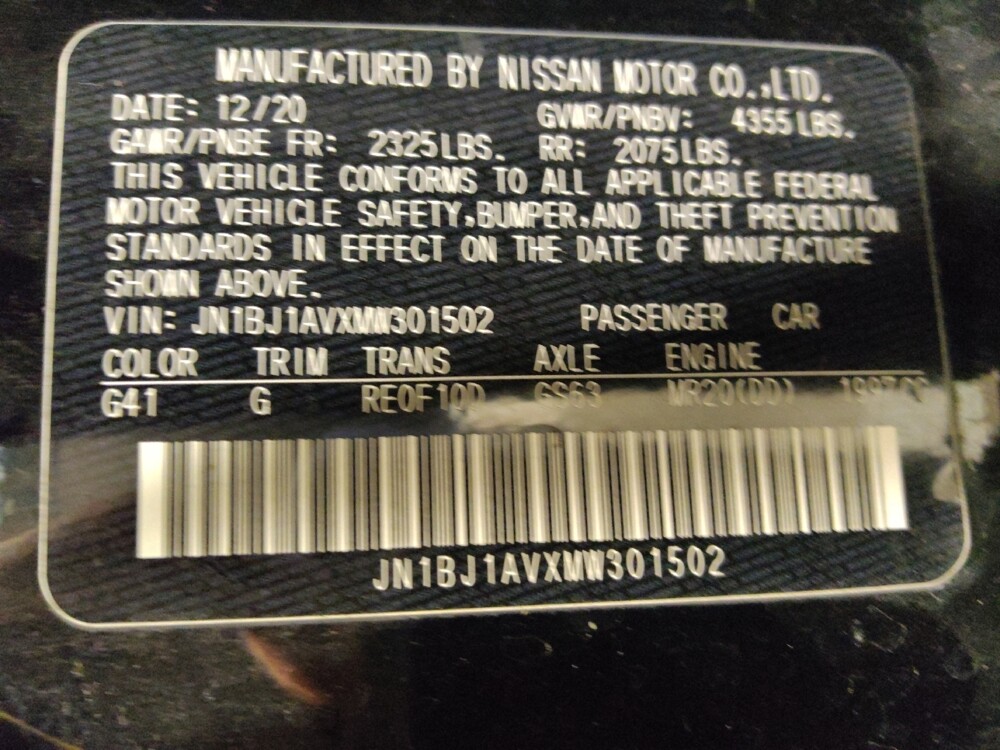 MANUFACTURED BY NISSAN MOTOR CO.,LTD.
DATE: 12/20 GVWR/PNBV: 4355LBS.
GAWR/PNBE FR: 2325LBS. RR: 2075LBS.
THIS VEHICLE CONFORMS TO ALL APPLICABLE FEDERAL
MOTOR VEHICLE SAFETY,BUMPER,AND THEFT PREVENTION
STANDARDS IN EFFECT ON THE DATE OF MANUFACTURE
SHOWN ABOVE.
VIN: JN1BJ1AVXMW301502 PASSENGER CAR
COLOR TRIM TRANS AXLE ENGINE
G41 G RE0F10D GS63 MR20(DD) 1997CC
JN1BJ1AVXMW301502